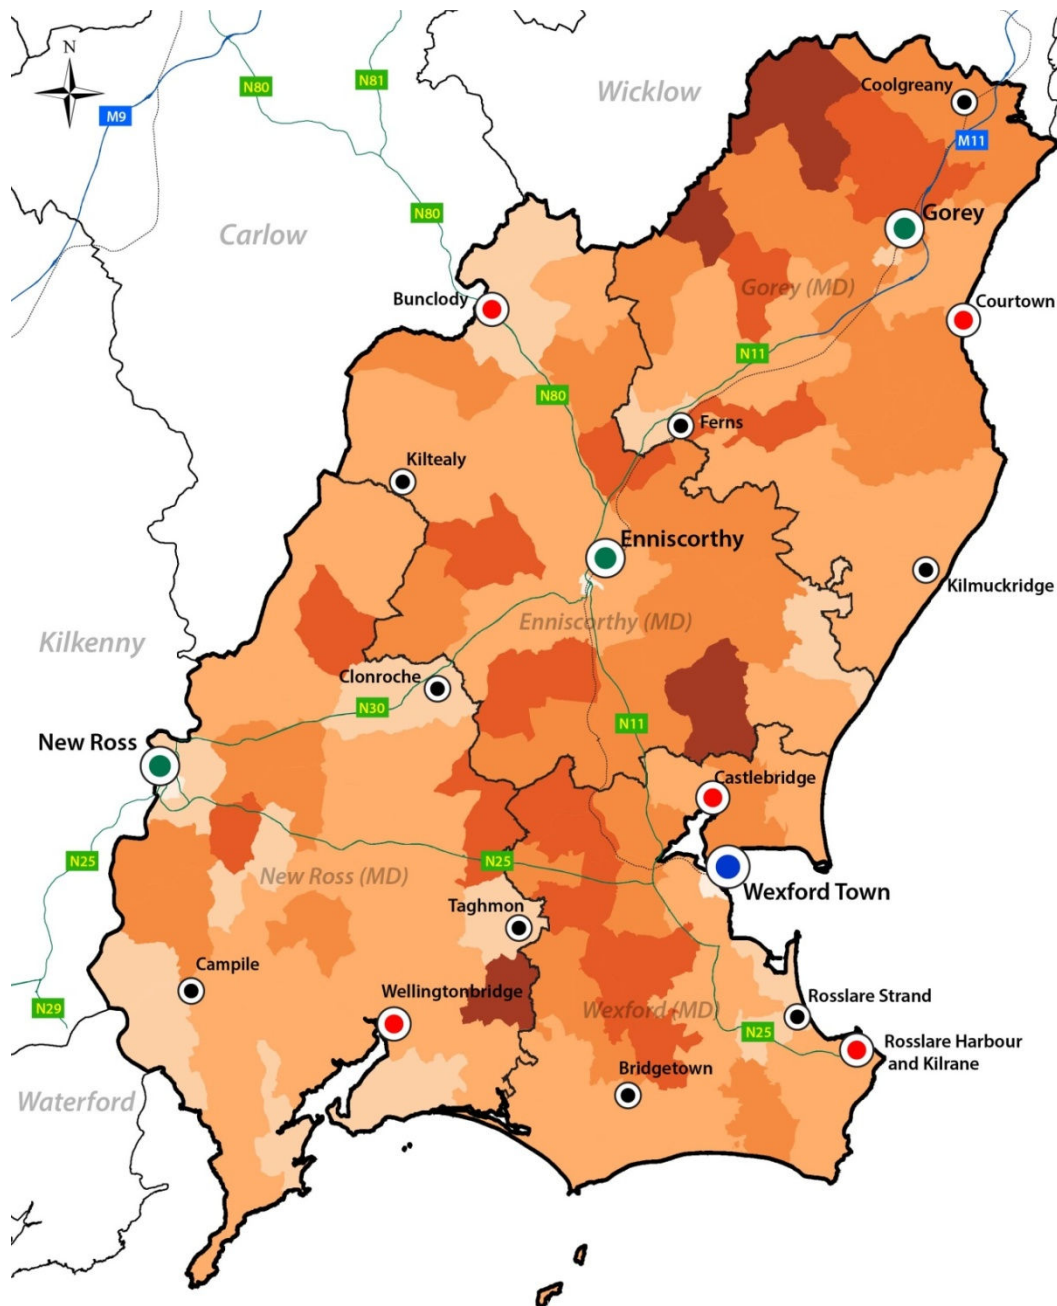 N
Wicklow
Coolgreany
N80
N81
M9
M11
N80
Gorey
Carlow
Gorey (MD)
Bunclody
Courtown
N11
N80
Ferns
Kiltealy
Enniscorthy
Kilmuckridge
Enniscorthy (MD)
Kilkenny
Clonroche
N30
N11
New Ross
Castlebridge
N25
N25
New Ross (MD)
Wexford Town
Taghmon
Campile
Wellingtonbridge
Rosslare Strand
N29
Wexford (MD)
N25
Rosslare Harbour
and Kilrane
Bridgetown
Waterford